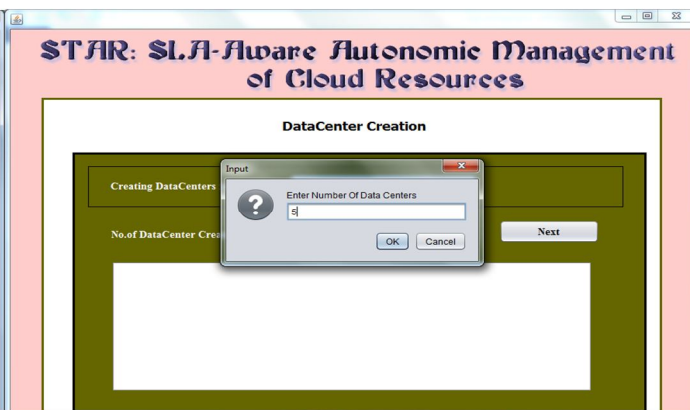 STAR: SLA-Aware Autonomic Management
of Cloud Resources
DataCenter Creation
Input
Creating DataCenters
Enter Number Of Data Centers
?
5
No.of DataCenter Crea
Next
OK
Cancel